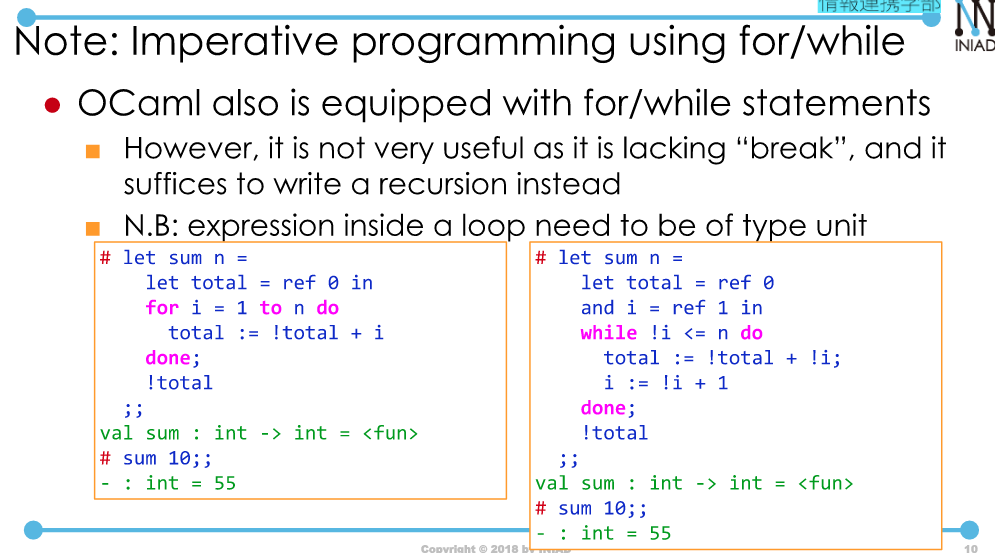 情報連携学部
INIAD
Note: Imperative programming using for/while
● OCaml also is equipped with for/while statements
■ However, it is not very useful as it is lacking “break”, and it
suffices to write a recursion instead
■ N.B: expression inside a loop need to be of type unit
# let sum n =
let total = ref 0 in
for i = 1 to n do
total := !total + i
done;
!total
;;
val sum : int -> int = <fun>
# sum 10;;
- : int = 55
# let sum n =
let total = ref 0
and i = ref 1 in
while !i <= n do
total := !total + !i;
i := !i + 1
done;
!total
;;
val sum : int -> int = <fun>
# sum 10;;
- : int = 55
Copyright © 2018 by INIAD
10